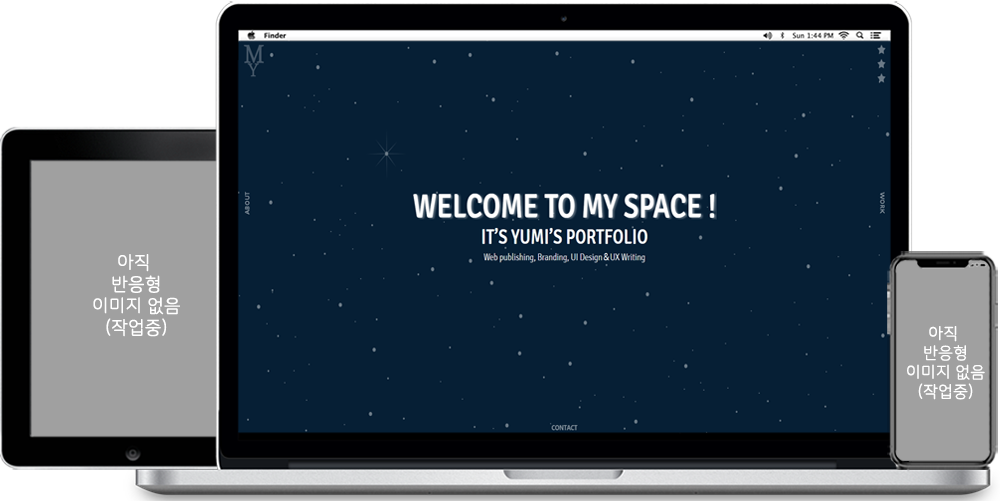 Finder
Sun 1:44 PM
MY
ABOUT
WORK
WELCOME TO MY SPACE !
IT'S YUMI'S PORTFOLIO
Web publishing, Branding, UI Design & UX Writing
CONTACT
아직
반응형
이미지 없음
(작업중)
아직
반응형
이미지 없음
(작업중)